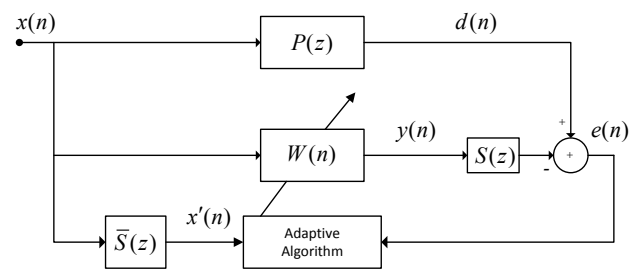 x(n)
P(z)
d(n)
+
e(n)
W(n)
y(n)
S(z)
-
+
S̅(z)
x′(n)
Adaptive
Algorithm